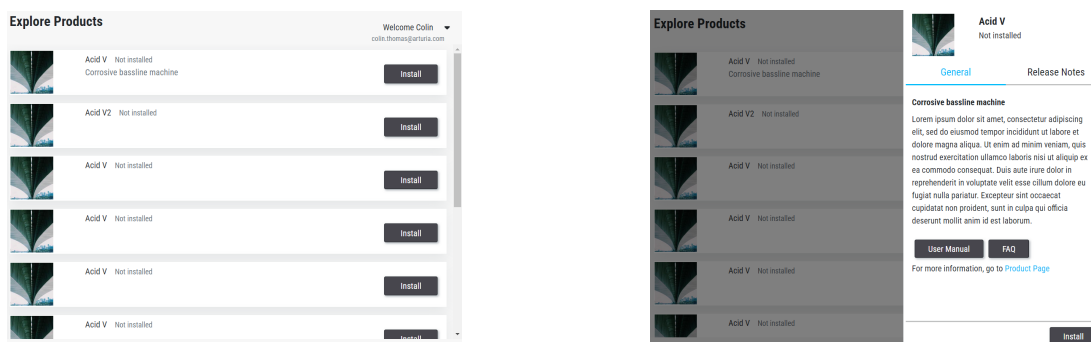 Explore Products
Welcome Colin
colin.thomas@arturia.com
Acid V Not installed
Corrosive bassline machine
Install
Acid V2 Not installed
Install
Acid V Not installed
Install
Acid V Not installed
Install
Acid V Not installed
Install
Acid V Not installed
Install
Explore Products
Acid V Not installed
Corrosive bassline machine
Acid V2 Not installed
Acid V Not installed
Acid V Not installed
Acid V Not installed
Acid V Not installed
Acid V
Not installed
General Release Notes
Corrosive bassline machine
Lorem ipsum dolor sit amet, consectetur adipiscing
elit, sed do eiusmod tempor incididunt ut labore et
dolore magna aliqua. Ut enim ad minim veniam, quis
nostrud exercitation ullamco laboris nisi ut aliquip ex
ea commodo consequat. Duis aute irure dolor in
reprehenderit in voluptate velit esse cillum dolore eu
fugiat nulla pariatur. Excepteur sint occaecat
cupidatat non proident, sunt in culpa qui officia
deserunt mollit anim id est laborum.
User Manual FAQ
For more information, go to Product Page
Install